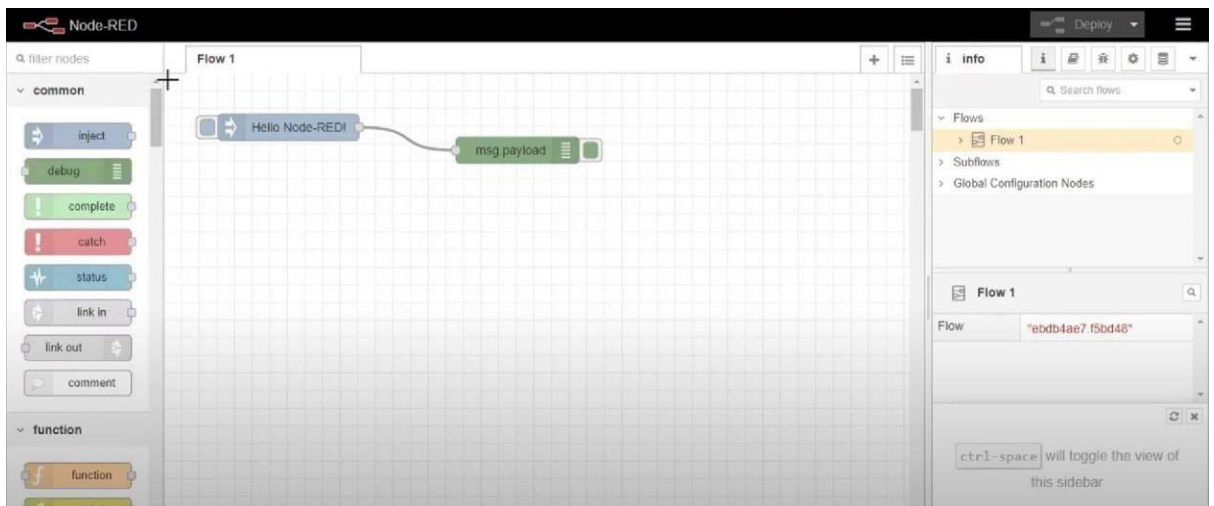 Node-RED
Deploy
filter nodes
Flow 1
i info
i
Search flows
common
inject
debug
complete
catch
status
link in
link out
comment
function
function
Hello Node-RED!
msg.payload
Flows
Flow 1
Subflows
Global Configuration Nodes
Flow 1
Flow "ebdb4ae7.f5bd48"
ctrl-space will toggle the view of
this sidebar